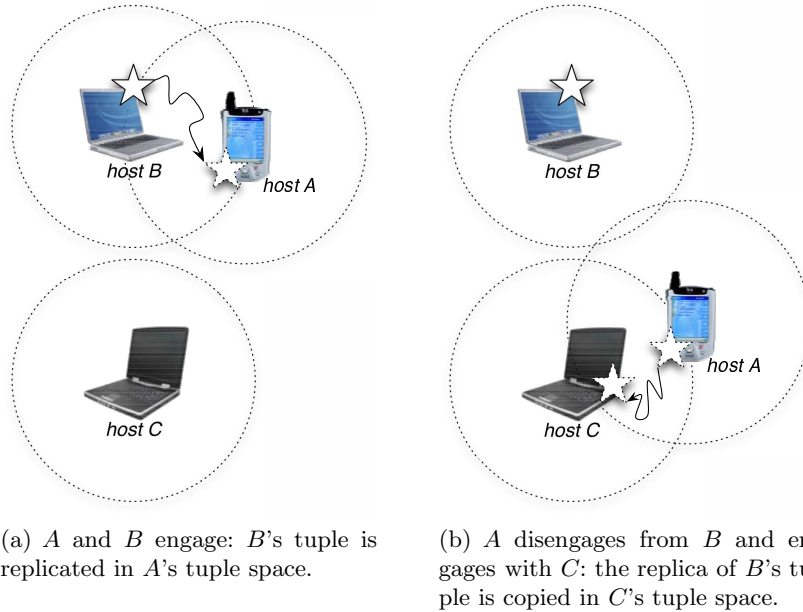 host B
host A
host C
host B
host A
host C
(a) A and B engage: B's tuple is
replicated in A's tuple space.
(b) A disengages from B and en-
gages with C: the replica of B's tu-
ple is copied in C's tuple space.